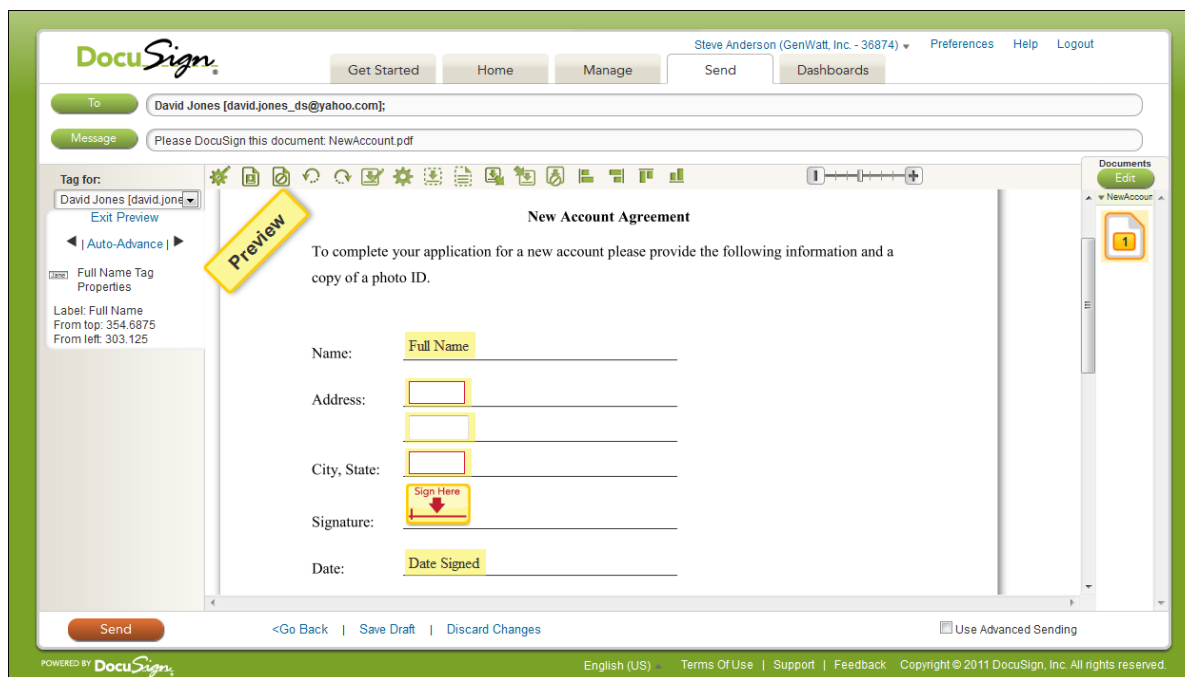 DocuSign
Steve Anderson (GenWatt, Inc. - 36874)
Preferences
Help
Logout
Get Started
Home
Manage
Send
Dashboards
To
David Jones [david.jones_ds@yahoo.com];
Message
Please DocuSign this document: NewAccount.pdf
Tag for:
David Jones [david.jone
Exit Preview
| Auto-Advance |
Full Name Tag
Properties
Label: Full Name
From top: 354.6875
From left: 303.125
Preview
New Account Agreement
To complete your application for a new account please provide the following information and a
copy of a photo ID.
Name: Full Name
Address:
City, State:
Sign Here
Signature:
Date: Date Signed
Documents
Edit
NewAccour
1
Send
<Go Back | Save Draft | Discard Changes
Use Advanced Sending
POWERED BY DocuSign
English (US)
Terms Of Use | Support | Feedback
Copyright © 2011 DocuSign, Inc. All rights reserved.